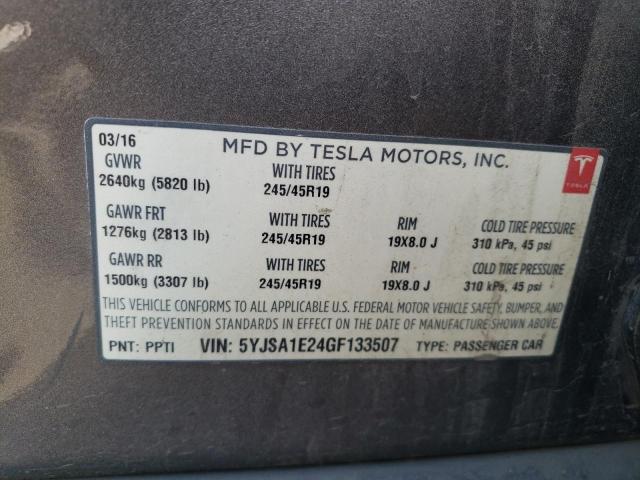 03/16 MFD BY TESLA MOTORS, INC.
GVWR WITH TIRES TESLA
2640kg (5820 lb) 245/45R19
GAWR FRT WITH TIRES RIM COLD TIRE PRESSURE
1276kg (2813 lb) 245/45R19 19X8.0 J 310 kPa, 45 psi
GAWR RR WITH TIRES RIM COLD TIRE PRESSURE
1500kg (3307 lb) 245/45R19 19X8.0 J 310 kPa, 45 psi
THIS VEHICLE CONFORMS TO ALL APPLICABLE U.S. FEDERAL MOTOR VEHICLE SAFETY, BUMPER, AND
THEFT PREVENTION STANDARDS IN EFFECT ON THE DATE OF MANUFACTURE SHOWN ABOVE.
PNT: PPTI VIN: 5YJSA1E24GF133507 TYPE: PASSENGER CAR